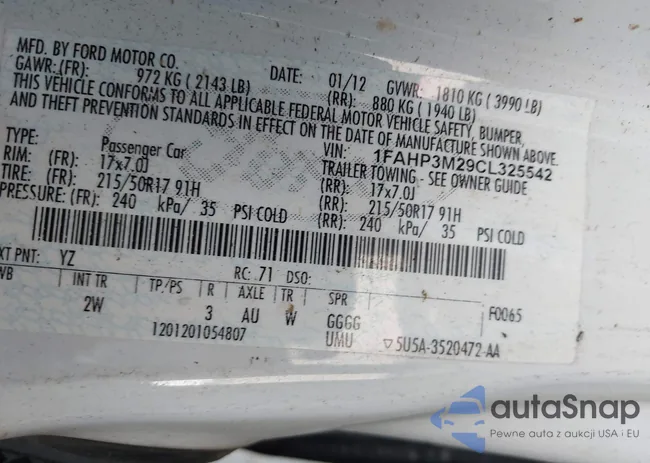 MFD. BY FORD MOTOR CO.
DATE: 01/12 GVWR: 1810 KG ( 3990 LB)
GAWR: (FR): 972 KG ( 2143 LB) (RR): 880 KG ( 1940 LB)
THIS VEHICLE CONFORMS TO ALL APPLICABLE FEDERAL MOTOR VEHICLE SAFETY, BUMPER,
AND THEFT PREVENTION STANDARDS IN EFFECT ON THE DATE OF MANUFACTURE SHOWN ABOVE.
VIN: 1FAHP3M29CL325542
TYPE: Passenger Car TRAILER TOWING - SEE OWNER GUIDE
RIM: (FR): 17x7.0J (RR): 17x7.0J
TIRE: (FR): 215/50R17 91H (RR): 215/50R17 91H
PRESSURE: (FR): 240 kPa/ 35 PSI COLD (RR): 240 kPa/ 35 PSI COLD
XT PNT: YZ RC: 71 DSO:
WB INT TR TP/PS R AXLE TR SPR
2W 3 AU W GGGG F0065
1201201054807 UMU ▽5U5A-3520472-AA
autaSnap
Pewne auta z aukcji USA i EU